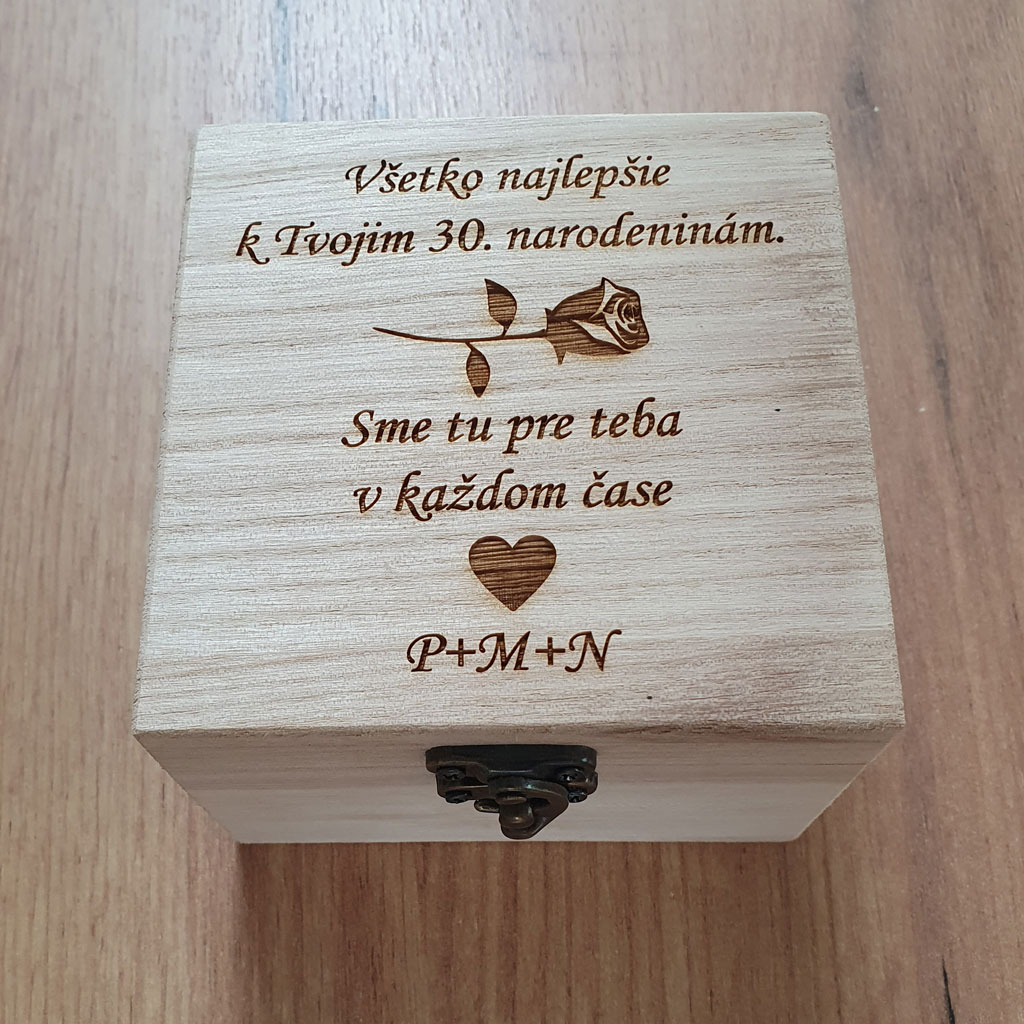 Všetko najlepšie
k Tvojim 30. narodeninám.
Sme tu pre teba
v každom čase
P+M+N